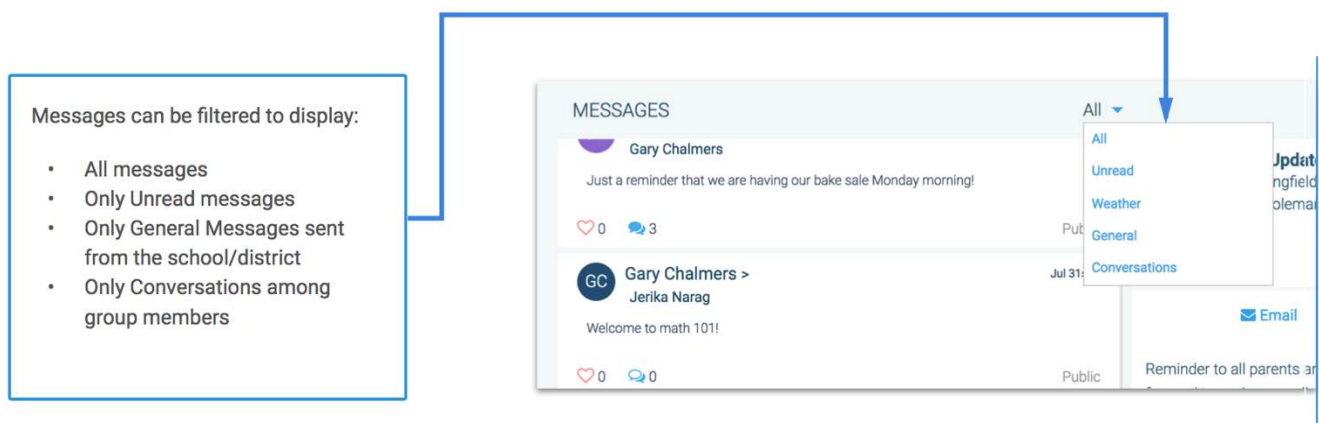 Messages can be filtered to display:
• All messages
• Only Unread messages
• Only General Messages sent
from the school/district
• Only Conversations among
group members
MESSAGES
All
All
Unread
Weather
General
Conversations
Gary Chalmers
Just a reminder that we are having our bake sale Monday morning!
0 3
GC
Gary Chalmers >
Jul 31
Jerika Narag
Welcome to math 101!
0 0
Public
Email
Reminder to all parents